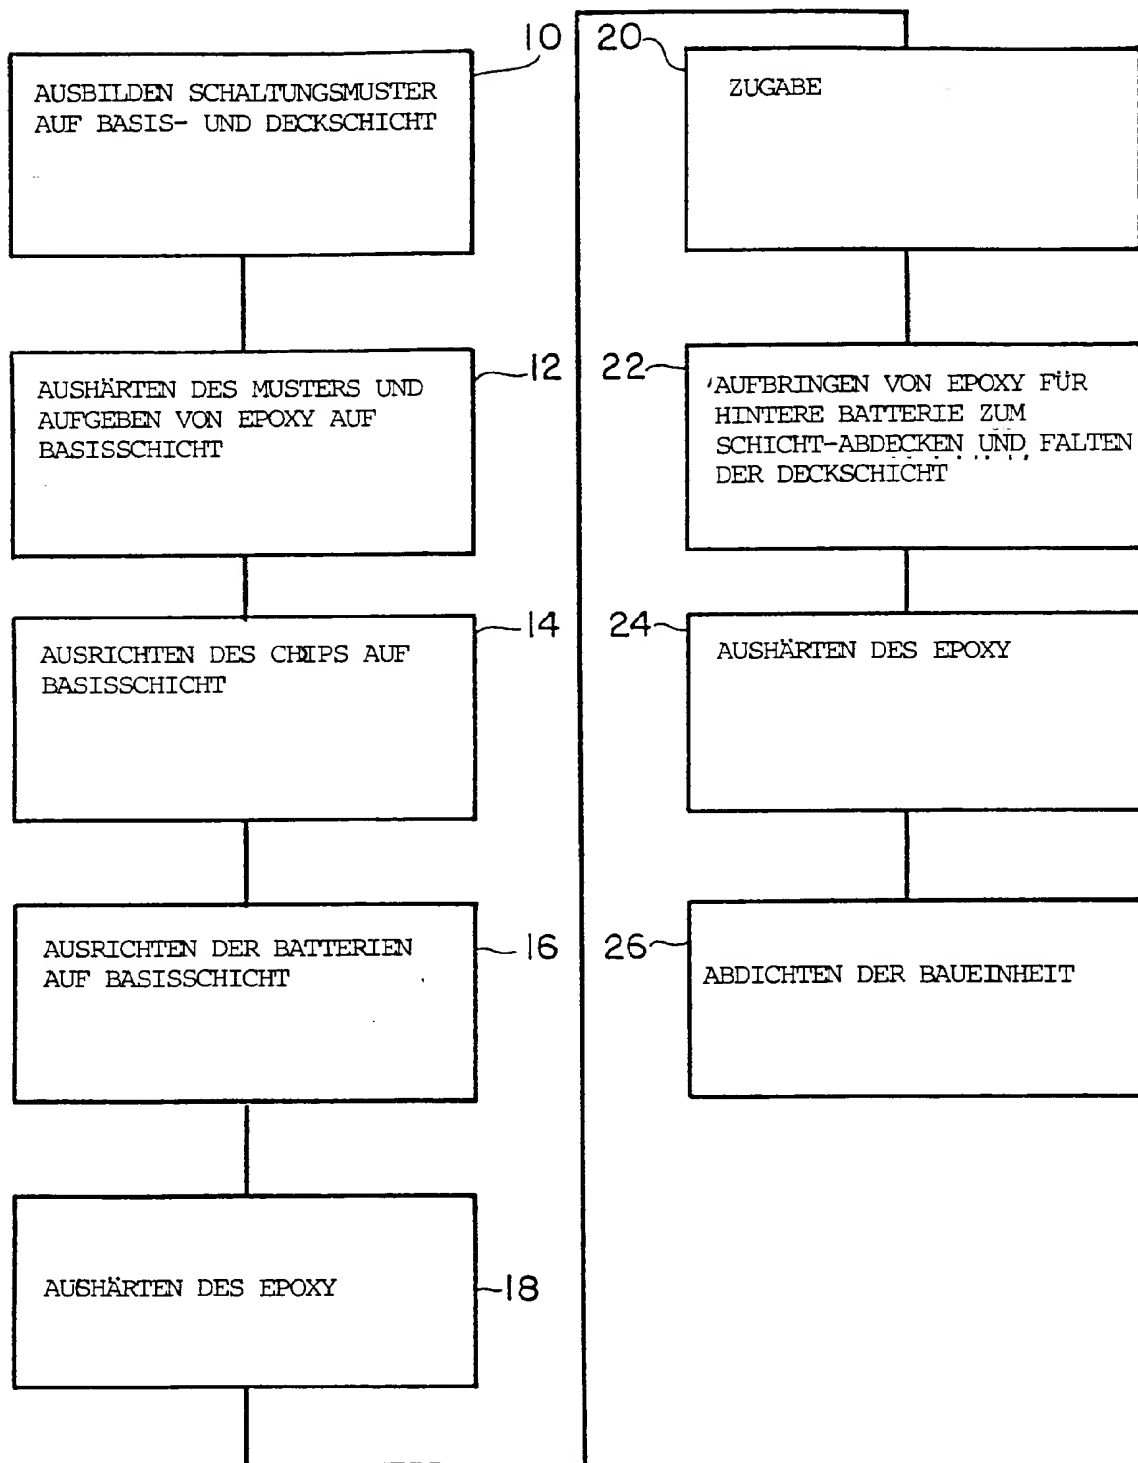 10
AUSBILDEN SCHALTUNGSMUSTER
AUF BASIS- UND DECKSCHICHT
12
AUSHÄRTEN DES MUSTERS UND
AUFGEBEN VON EPOXY AUF
BASISSCHICHT
14
AUSRICHTEN DES CHIPS AUF
BASISSCHICHT
16
AUSRICHTEN DER BATTERIEN
AUF BASISSCHICHT
18
AUSHÄRTEN DES EPOXY
20
ZUGABE
22
AUFBRINGEN VON EPOXY FÜR
HINTERE BATTERIE ZUM
SCHICHT-ABDECKEN UND FALTEN
DER DECKSCHICHT
24
AUSHÄRTEN DES EPOXY
26
ABDICHTEN DER BAUEINHEIT